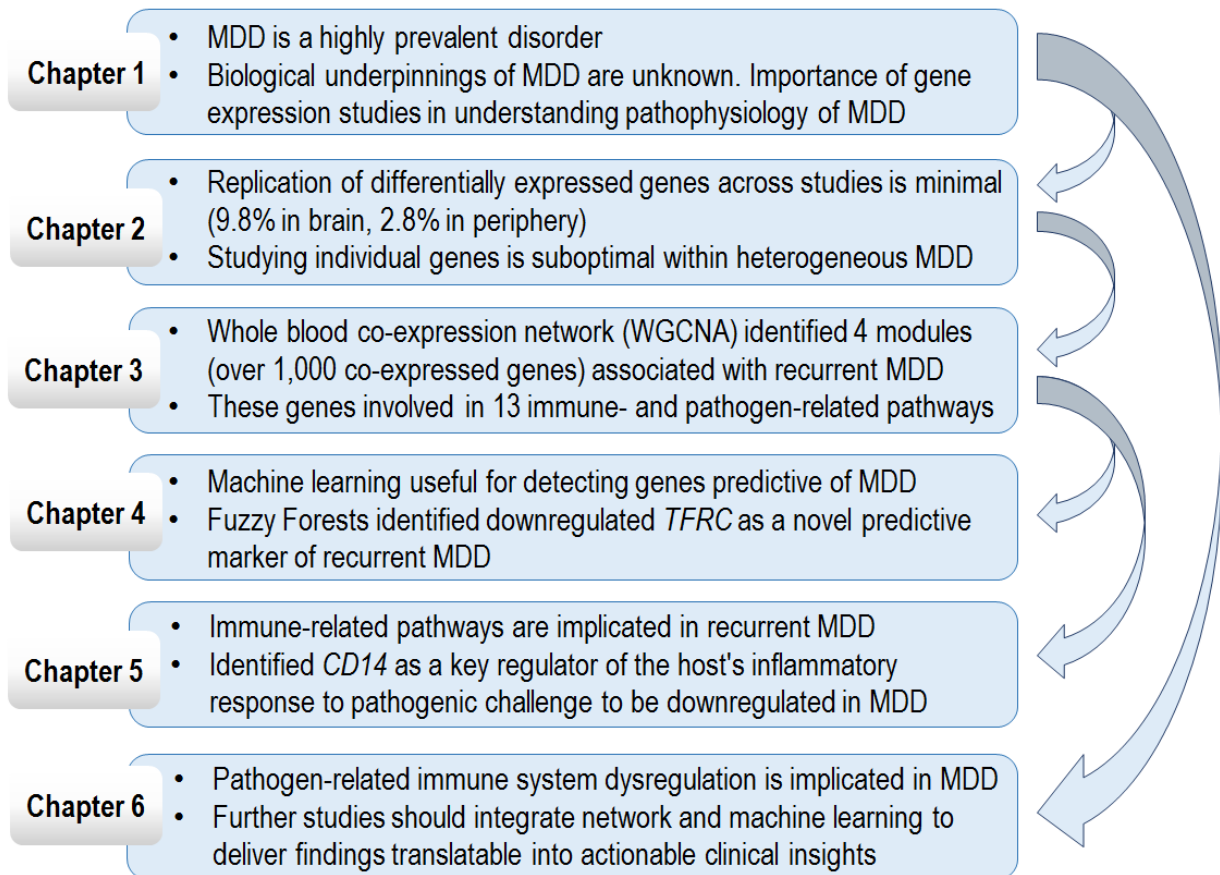 Chapter 1
• MDD is a highly prevalent disorder
• Biological underpinnings of MDD are unknown. Importance of gene
expression studies in understanding pathophysiology of MDD
Chapter 2
• Replication of differentially expressed genes across studies is minimal
(9.8% in brain, 2.8% in periphery)
• Studying individual genes is suboptimal within heterogeneous MDD
Chapter 3
• Whole blood co-expression network (WGCNA) identified 4 modules
(over 1,000 co-expressed genes) associated with recurrent MDD
• These genes involved in 13 immune- and pathogen-related pathways
Chapter 4
• Machine learning useful for detecting genes predictive of MDD
• Fuzzy Forests identified downregulated TFRC as a novel predictive
marker of recurrent MDD
Chapter 5
• Immune-related pathways are implicated in recurrent MDD
• Identified CD14 as a key regulator of the host's inflammatory
response to pathogenic challenge to be downregulated in MDD
Chapter 6
• Pathogen-related immune system dysregulation is implicated in MDD
• Further studies should integrate network and machine learning to
deliver findings translatable into actionable clinical insights